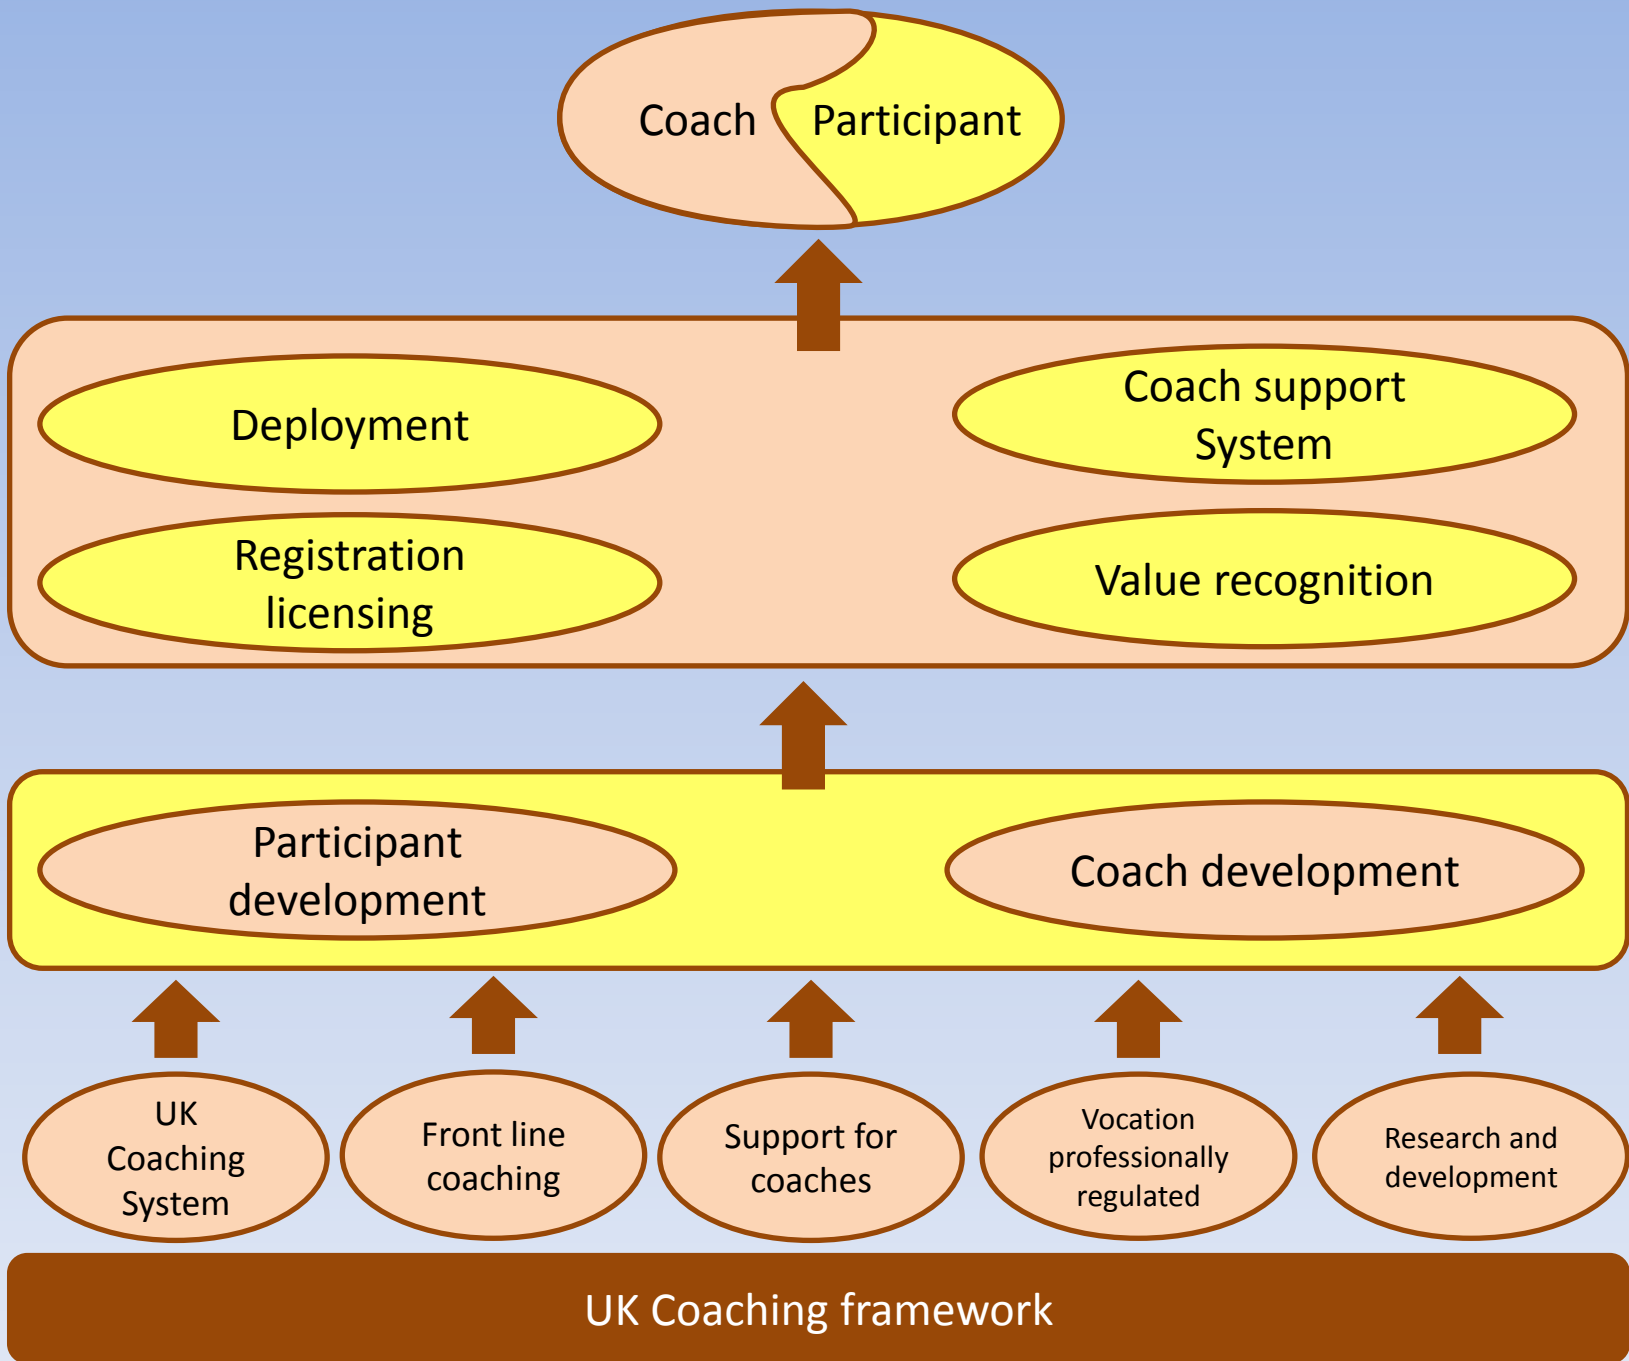 Coach
Participant
Deployment
Coach support
System
Registration
licensing
Value recognition
Participant
development
Coach development
UK
Coaching
System
Front line
coaching
Support for
coaches
Vocation
professionally
regulated
Research and
development
UK Coaching framework